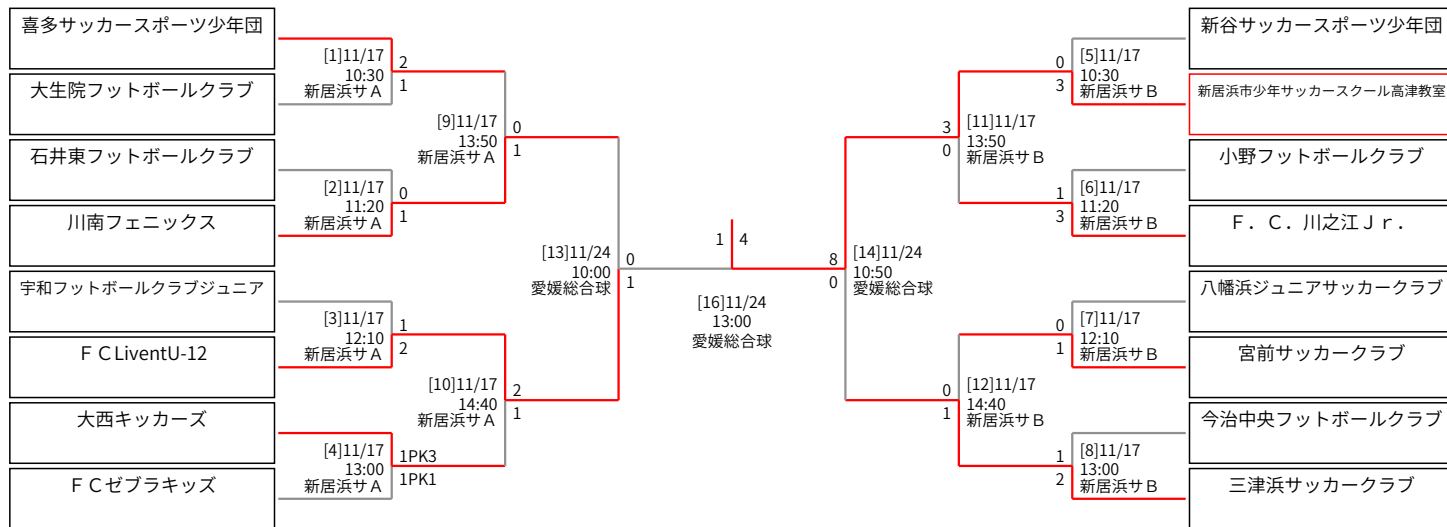 喜多サッカースポーツ少年団
大生院フットボールクラブ
石井東フットボールクラブ
川南フェニックス
宇和フットボールクラブジュニア
ＦＣLiventU-12
大西キッカーズ
ＦＣゼブラキッズ
[1]11/17
10:30
新居浜サＡ
2
1
[2]11/17
11:20
新居浜サＡ
0
1
[3]11/17
12:10
新居浜サＡ
1
2
[4]11/17
13:00
新居浜サＡ
1PK3
1PK1
[9]11/17
13:50
新居浜サＡ
0
1
[10]11/17
14:40
新居浜サＡ
2
1
[13]11/24
10:00
愛媛総合球
0
1
1
4
[16]11/24
13:00
愛媛総合球
8
0
[14]11/24
10:50
愛媛総合球
3
0
[11]11/17
13:50
新居浜サＢ
0
1
[12]11/17
14:40
新居浜サＢ
0
3
[5]11/17
10:30
新居浜サＢ
1
3
[6]11/17
11:20
新居浜サＢ
0
1
[7]11/17
12:10
新居浜サＢ
1
2
[8]11/17
13:00
新居浜サＢ
新谷サッカースポーツ少年団
新居浜市少年サッカースクール高津教室
小野フットボールクラブ
Ｆ．Ｃ．川之江Ｊｒ．
八幡浜ジュニアサッカークラブ
宮前サッカークラブ
今治中央フットボールクラブ
三津浜サッカークラブ